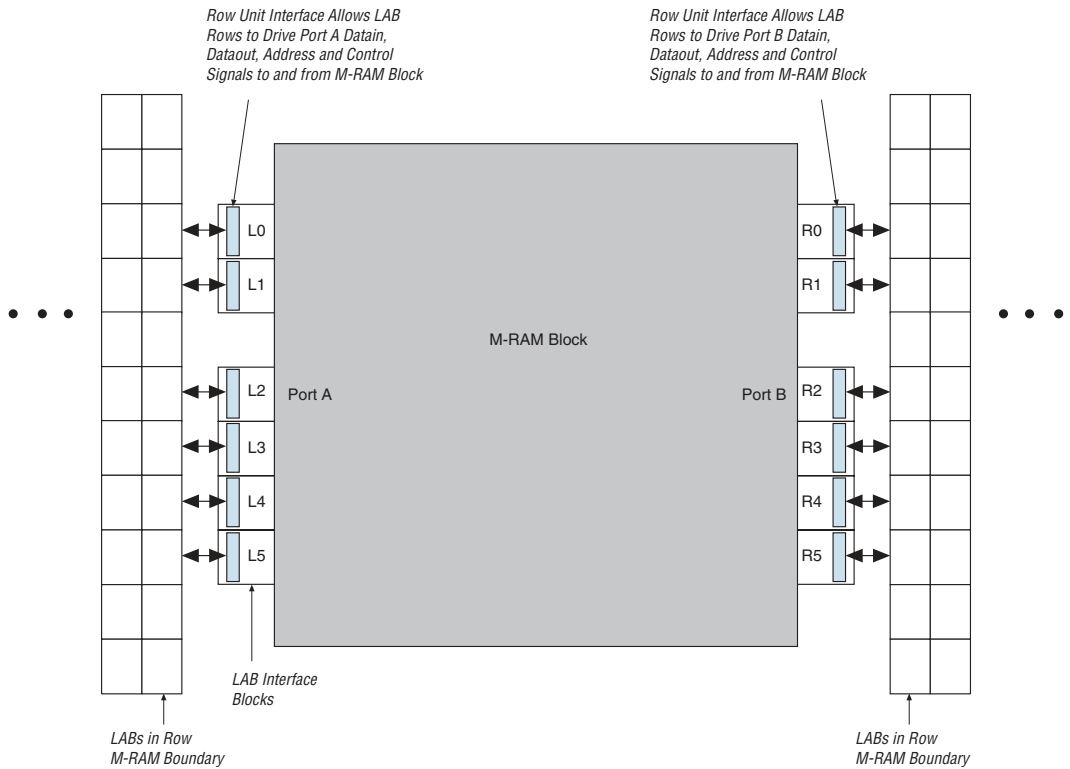 Row Unit Interface Allows LAB
Rows to Drive Port A Datain,
Dataout, Address and Control
Signals to and from M-RAM Block
Row Unit Interface Allows LAB
Rows to Drive Port B Datain,
Dataout, Address and Control
Signals to and from M-RAM Block
L0
R0
L1
R1
M-RAM Block
L2
Port A
Port B
R2
L3
R3
L4
R4
L5
R5
LAB Interface
Blocks
LABs in Row
M-RAM Boundary
LABs in Row
M-RAM Boundary